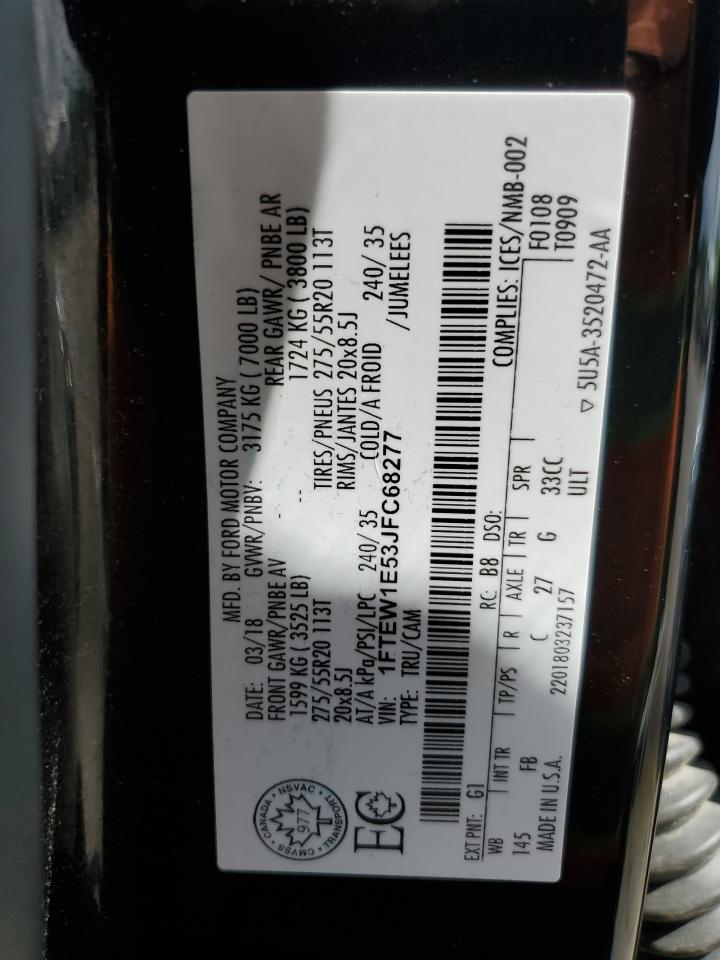 MFD. BY FORD MOTOR COMPANY
DATE: 03/18 GVWR/PNBV: 3175 KG ( 7000 LB)
FRONT GAWR/PNBE AV REAR GAWR/ PNBE AR
1599 KG ( 3525 LB) -- 1724 KG ( 3800 LB)
275/55R20 113T TIRES/PNEUS 275/55R20 113T
20x8.5J RIMS/JANTES 20x8.5J
AT/A kPa/PSI/LPC 240/ 35 COLD/A FROID 240/ 35
VIN: 1FTEW1E53JFC68277 /JUMELEES
TYPE: TRU/CAM
CANADA • NSVAC • TRANSPORT • CMVSS •
977
EC
EXT PNT: G1 RC: B8 DSO: COMPLIES: ICES/NMB-002
WB INT TR TP/PS R AXLE TR SPR F0108
145 FB C 27 G 33CC T0909
ULT
MADE IN U.S.A. 2201803237157 ▽ 5U5A-3520472-AA